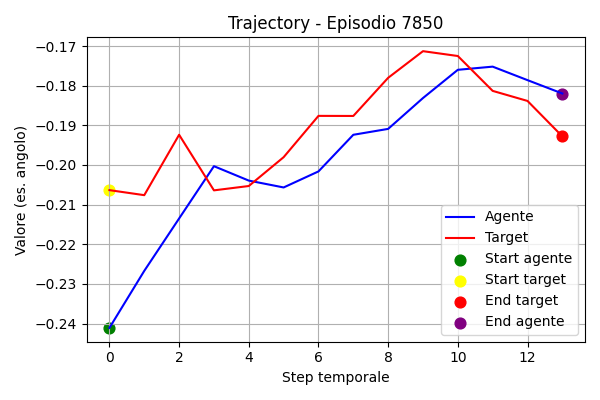 Trajectory - Episodio 7850
Valore (es. angolo)
−0.17
−0.18
−0.19
−0.20
−0.21
−0.22
−0.23
−0.24
0
2
4
6
8
10
12
Step temporale
Agente
Target
Start agente
Start target
End target
End agente